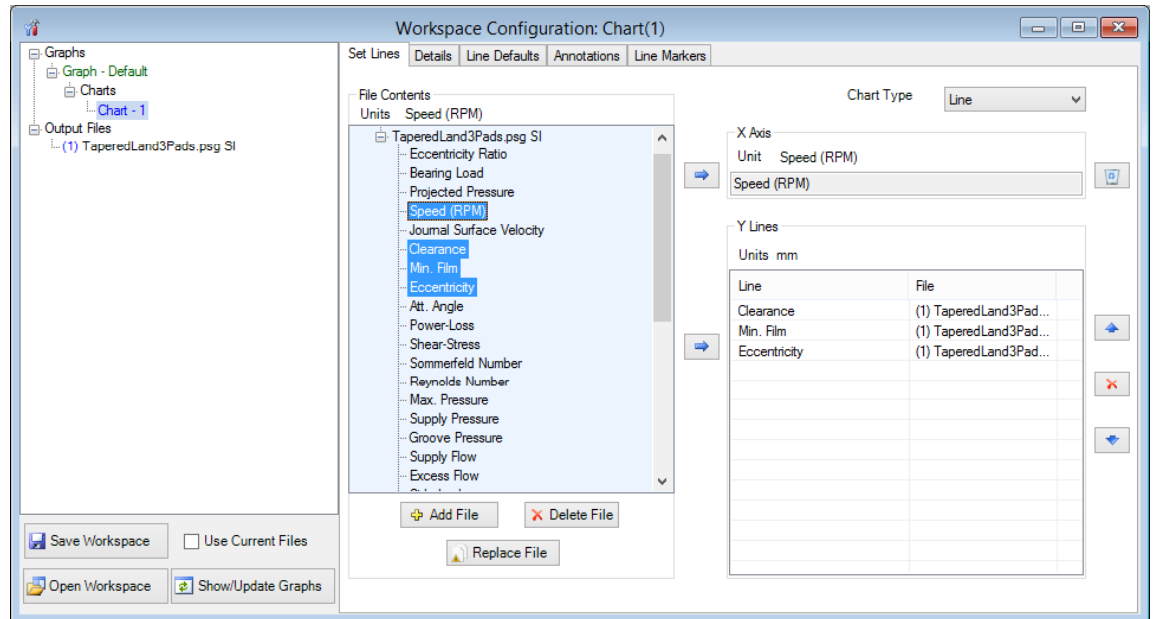 Workspace Configuration: Chart(1)
Graphs
Graph - Default
Charts
Chart - 1
Output Files
(1) TaperedLand3Pads.psg SI
Save Workspace
Use Current Files
Open Workspace
Show/Update Graphs
Set Lines
Details
Line Defaults
Annotations
Line Markers
File Contents
Units Speed (RPM)
TaperedLand3Pads.psg SI
Eccentricity Ratio
Bearing Load
Projected Pressure
Speed (RPM)
Journal Surface Velocity
Clearance
Min. Film
Eccentricity
Att. Angle
Power-Loss
Shear-Stress
Sommerfeld Number
Reynolds Number
Max. Pressure
Supply Pressure
Groove Pressure
Supply Flow
Excess Flow
Add File
Delete File
Replace File
Chart Type
Line
X Axis
Unit Speed (RPM)
Speed (RPM)
Y Lines
Units mm
Line File
Clearance (1) TaperedLand3Pad...
Min. Film (1) TaperedLand3Pad...
Eccentricity (1) TaperedLand3Pad...